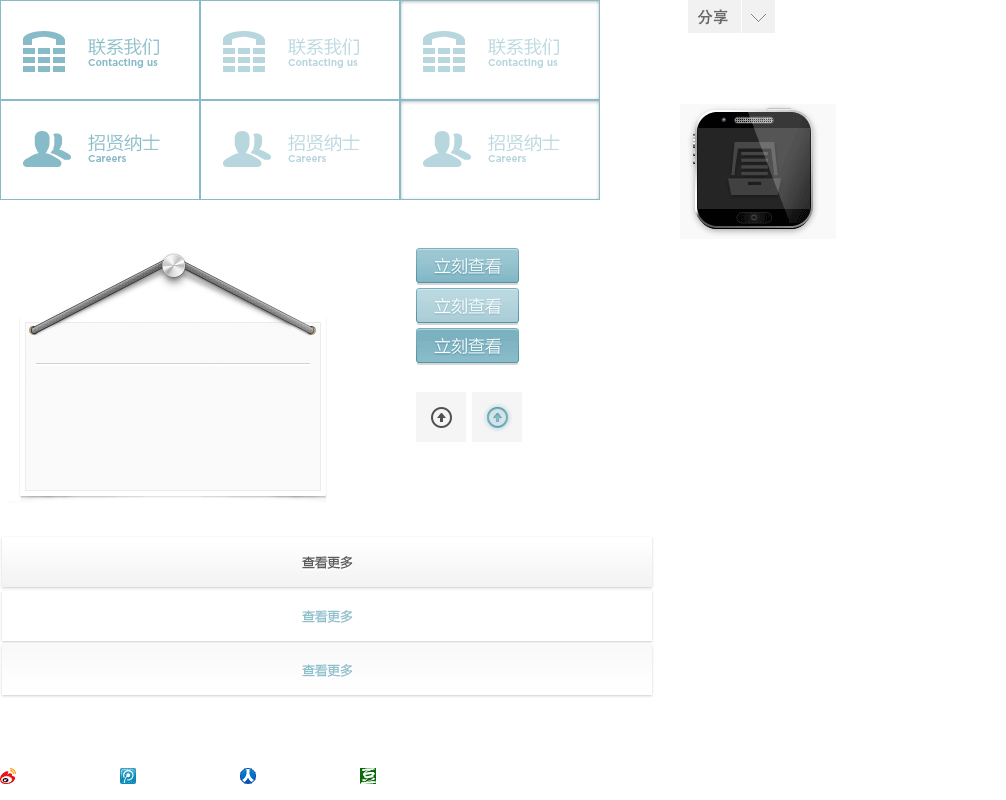 联系我们
Contacting us
联系我们
Contacting us
联系我们
Contacting us
分享
招贤纳士
Careers
招贤纳士
Careers
招贤纳士
Careers
立刻查看
立刻查看
立刻查看
查看更多
查看更多
查看更多